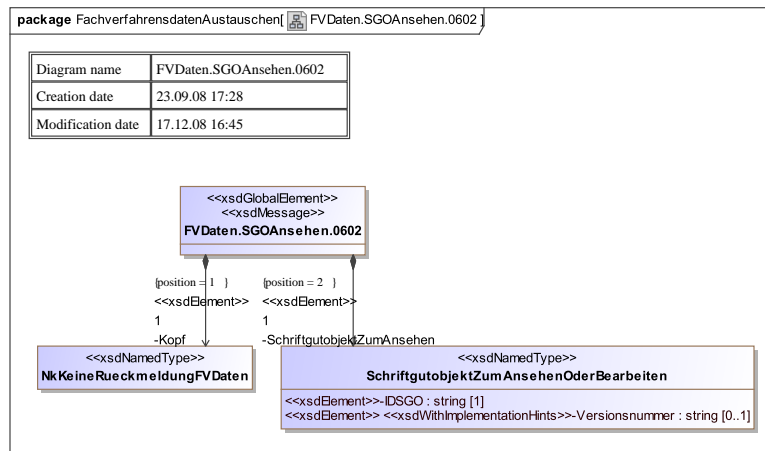 package FachverfahrensdatenAustauschen[ FVDaten.SGOAnsehen.0602 ]
Diagram name FVDaten.SGOAnsehen.0602
Creation date 23.09.08 17:28
Modification date 17.12.08 16:45
<<xsdGlobalElement>>
<<xsdMessage>>
FVDaten.SGOAnsehen.0602
{position = 1 } {position = 2 }
<<xsdElement>> <<xsdElement>>
1 1
-Kopf -SchriftgutobjektZumAnsehen
<<xsdNamedType>>
NkKeineRueckmeldungFVDaten
<<xsdNamedType>>
SchriftgutobjektZumAnsehenOderBearbeiten
<<xsdElement>>-IDSGO : string [1]
<<xsdElement>> <<xsdWithImplementationHints>>-Versionsnummer : string [0..1]